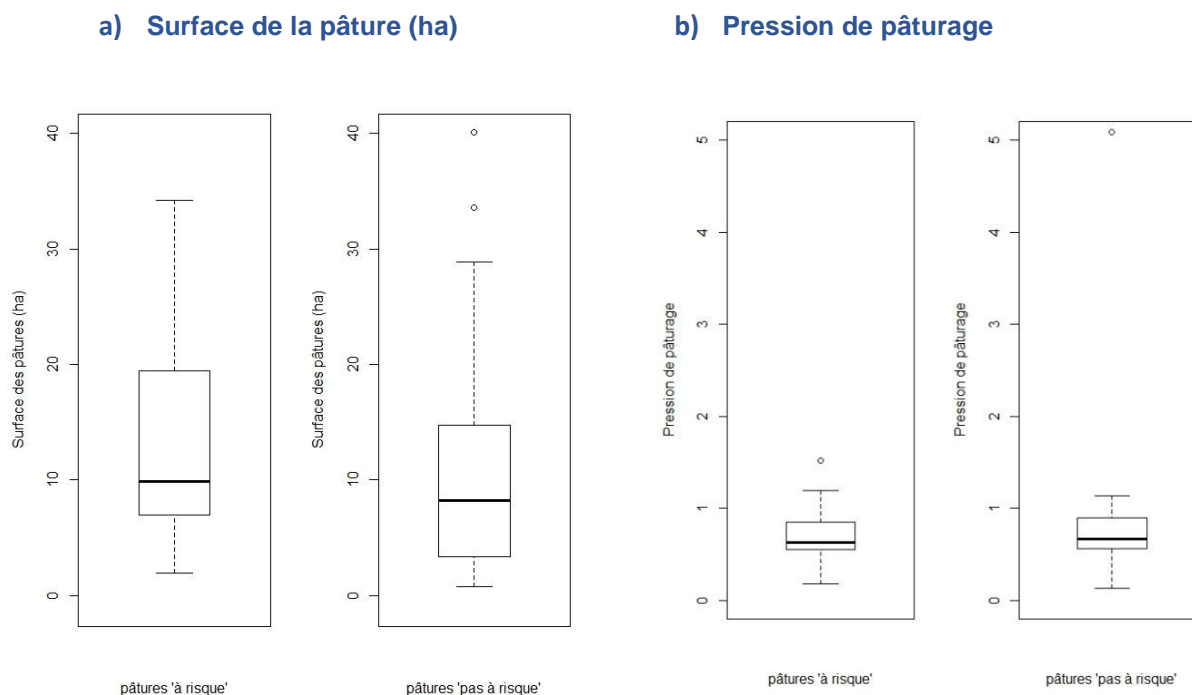 a) Surface de la pâture (ha)
b) Pression de pâturage
Surface des pâtures (ha)
40
30
20
10
0
pâtures 'à risque'
Surface des pâtures (ha)
40
30
20
10
0
pâtures 'pas à risque'
Pression de pâturage
5
4
3
2
1
0
pâtures 'à risque'
Pression de pâturage
5
4
3
2
1
0
pâtures 'pas à risque'